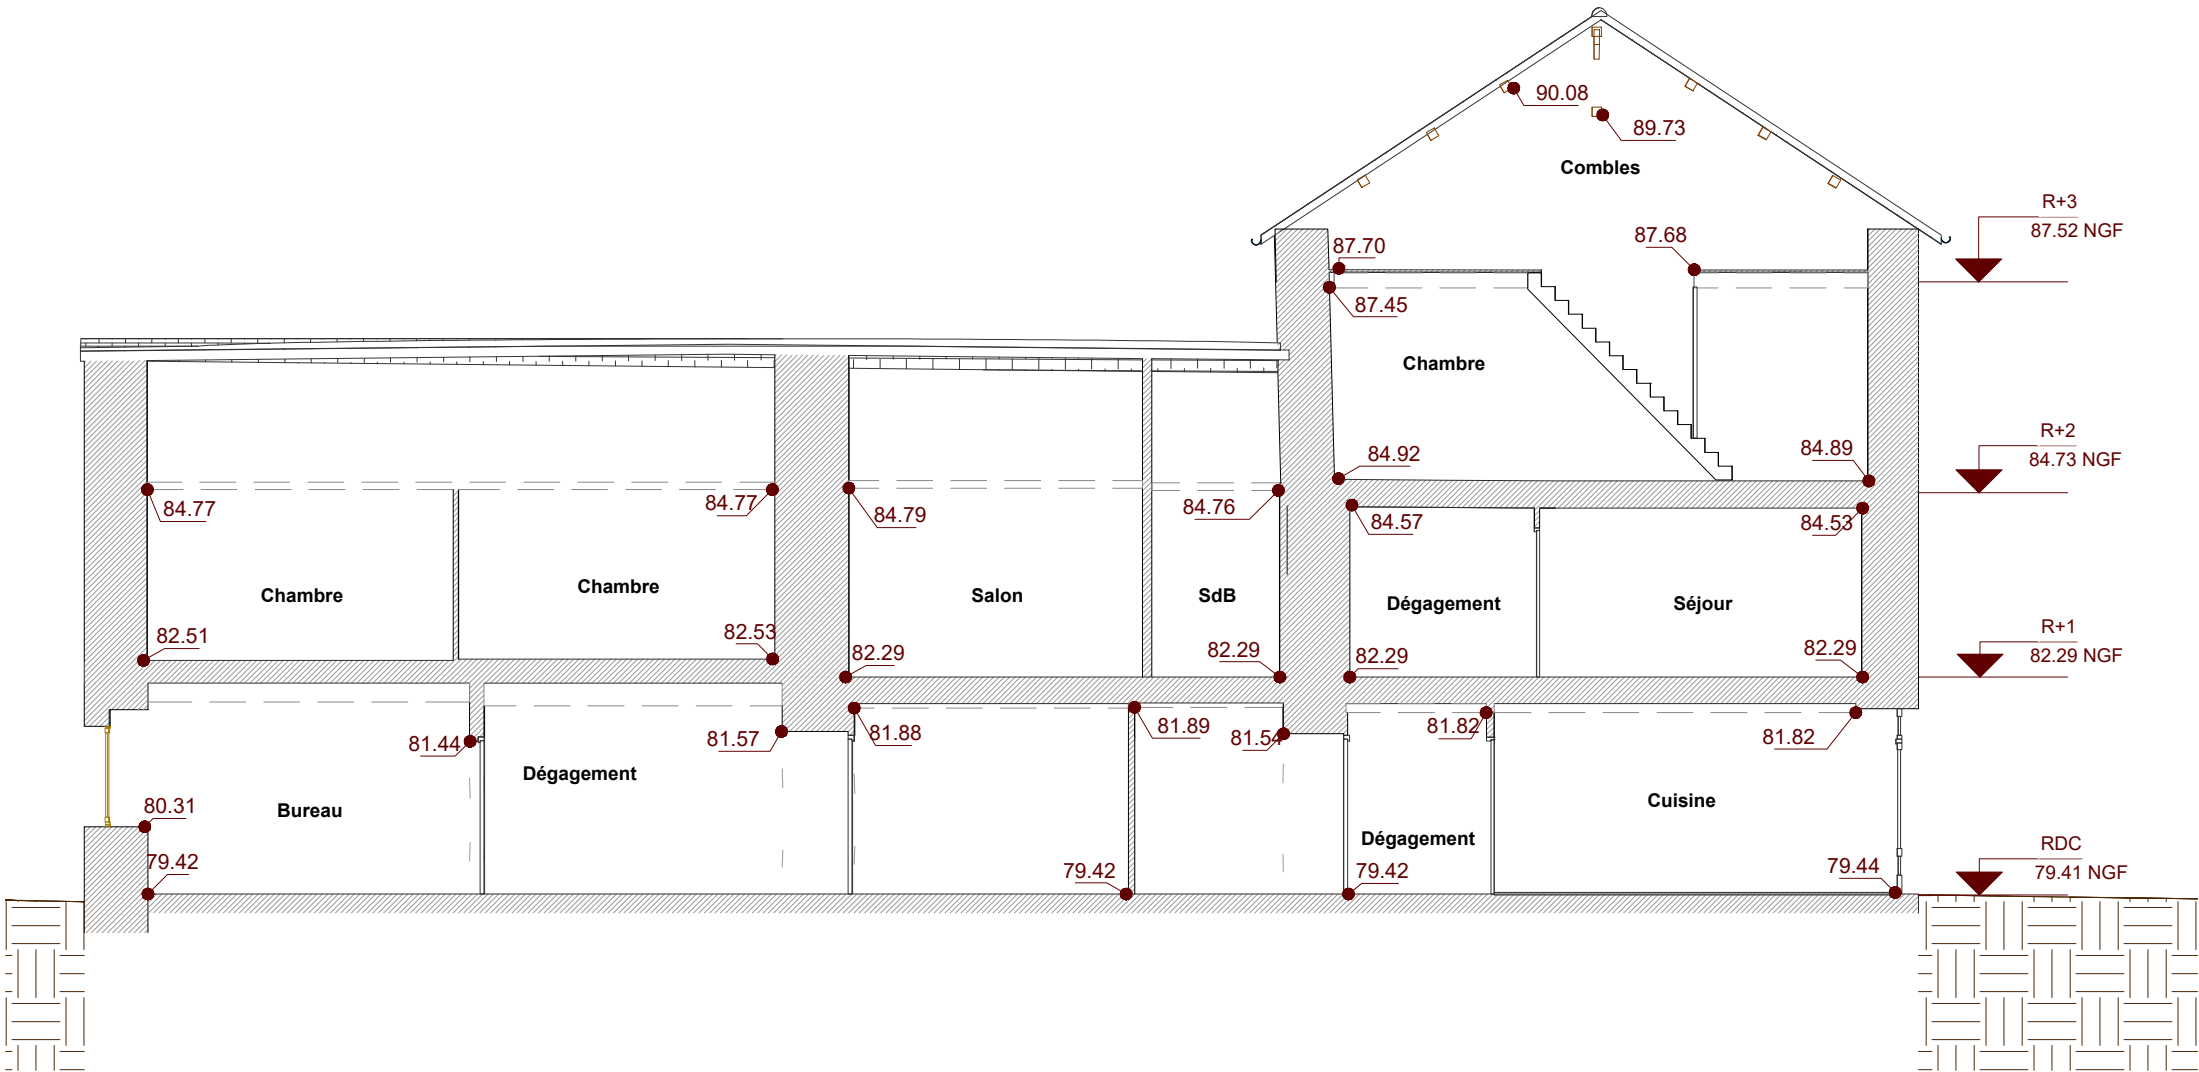 90.08
89.73
Combles
R+3
87.52 NGF
87.70
87.68
87.45
Chambre
R+2
84.73 NGF
84.92
84.89
84.77
84.77
84.79
84.76
84.57
84.53
Chambre
Chambre
Salon
SdB
Dégagement
Séjour
R+1
82.29 NGF
82.51
82.53
82.29
82.29
82.29
82.29
81.44
81.57
81.88
81.89
81.54
81.82
81.82
Dégagement
Bureau
Cuisine
Dégagement
80.31
RDC
79.41 NGF
79.42
79.42
79.42
79.44